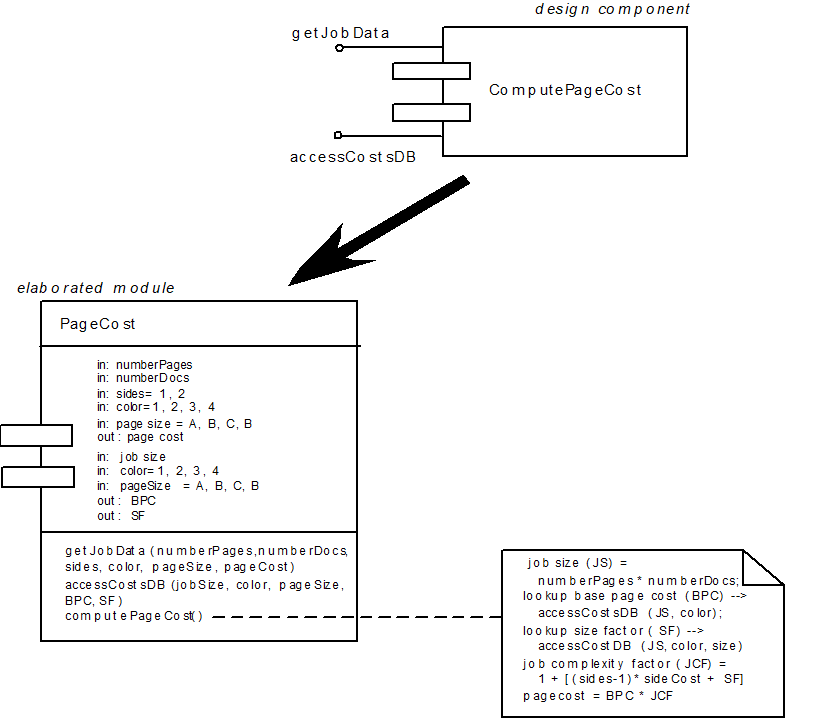 design component
getJobData
ComputePageCost
accessCostsDB
elaborated module
PageCost
in: numberPages
in: numberDocs
in: sides= 1, 2
in: color=1, 2, 3, 4
in: page size = A, B, C, B
out: page cost
in: job size
in: color=1, 2, 3, 4
in: pageSize = A, B, C, B
out: BPC
out: SF
getJobData (numberPages,numberDocs,
sides, color, pageSize, pageCost)
accessCostsDB (jobSize, color, pageSize,
BPC, SF)
computePageCost()
job size (JS) =
numberPages* numberDocs;
lookup base page cost (BPC) -->
accessCostsDB (JS, color);
lookup size factor ( SF) -->
accessCostDB (JS, color, size)
job complexity factor (JCF) =
1 + [(sides-1)* sideCost + SF]
pagecost = BPC * JCF